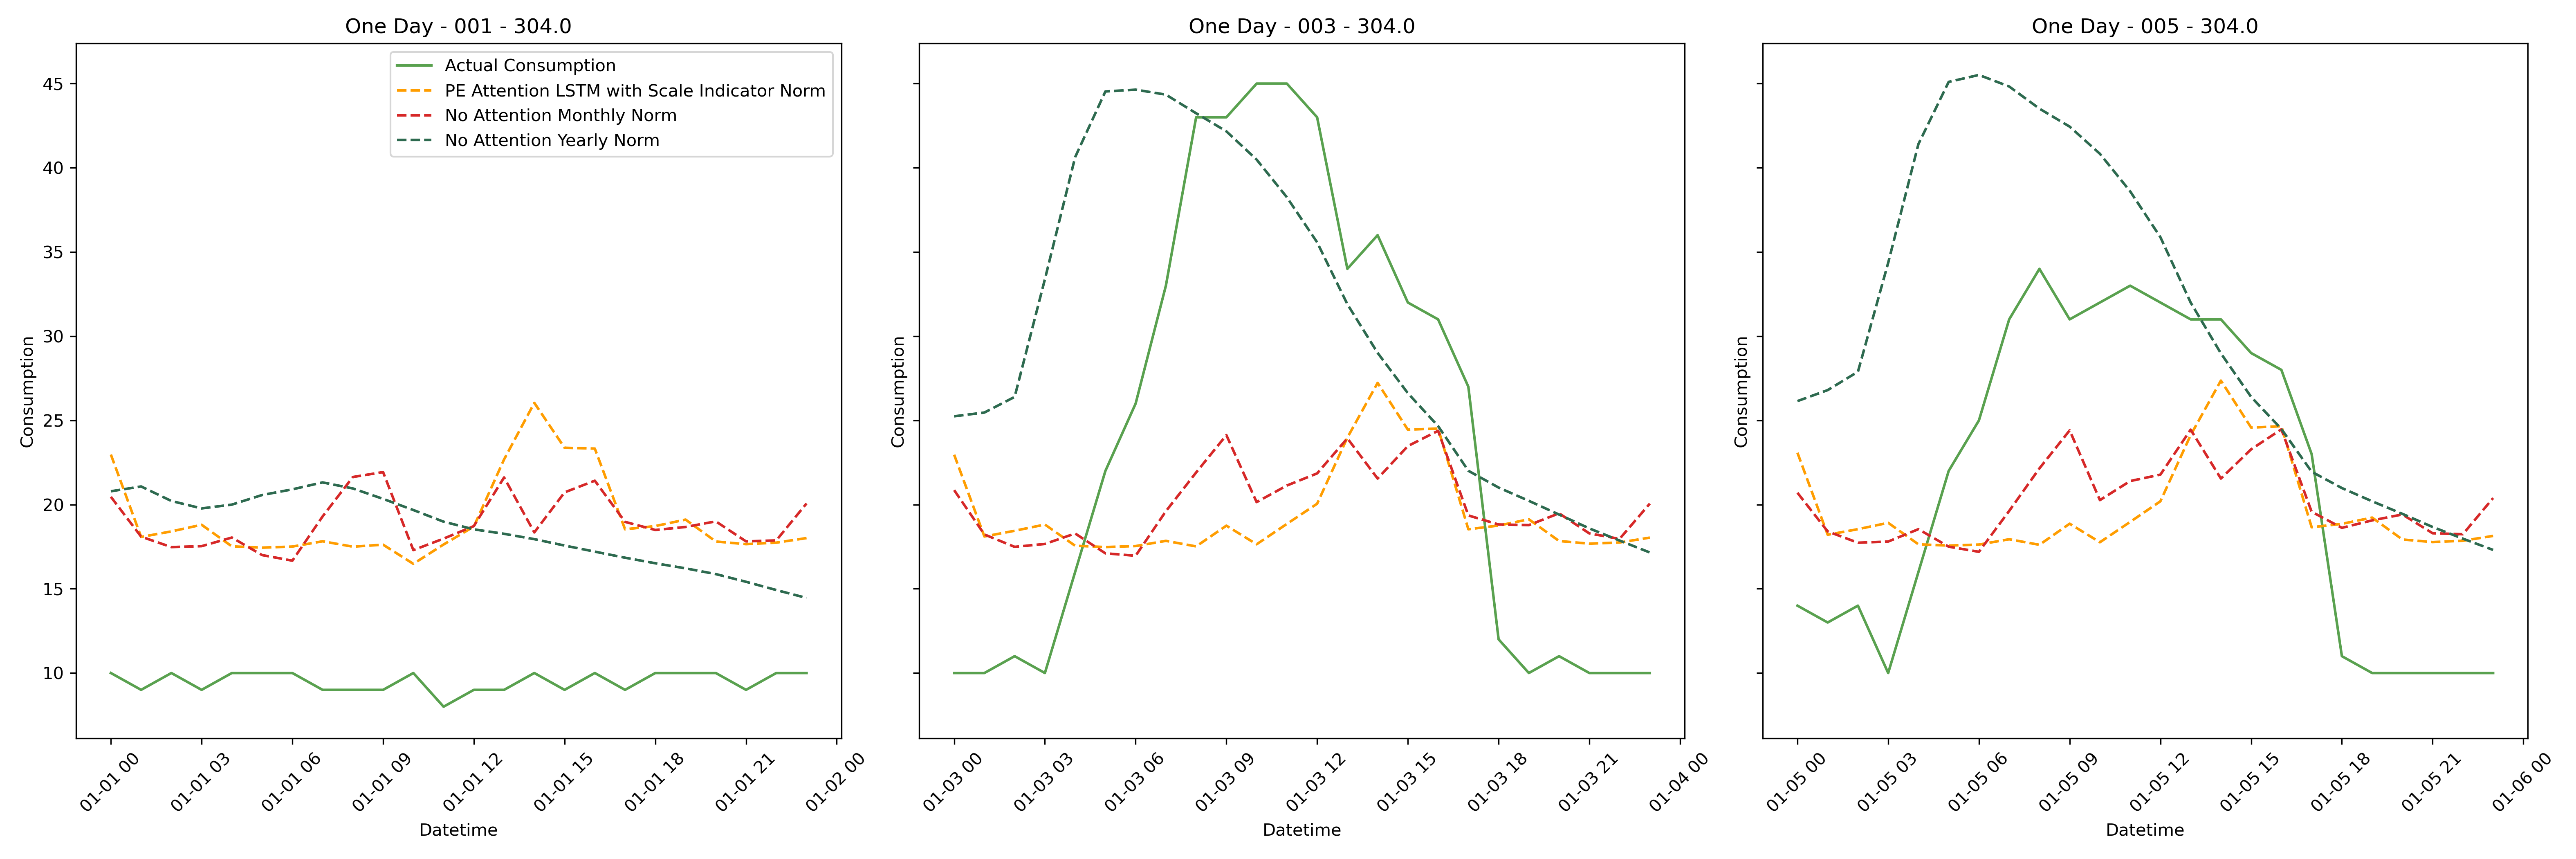 One Day - 001 - 304.0
Actual Consumption
PE Attention LSTM with Scale Indicator Norm
No Attention Monthly Norm
No Attention Yearly Norm
45
40
35
30
25
20
15
10
Consumption
01-01 00
01-01 03
01-01 06
01-01 09
01-01 12
01-01 15
01-01 18
01-01 21
01-02 00
Datetime
One Day - 003 - 304.0
Consumption
01-03 00
01-03 03
01-03 06
01-03 09
01-03 12
01-03 15
01-03 18
01-03 21
01-04 00
Datetime
One Day - 005 - 304.0
Consumption
01-05 00
01-05 03
01-05 06
01-05 09
01-05 12
01-05 15
01-05 18
01-05 21
01-06 00
Datetime